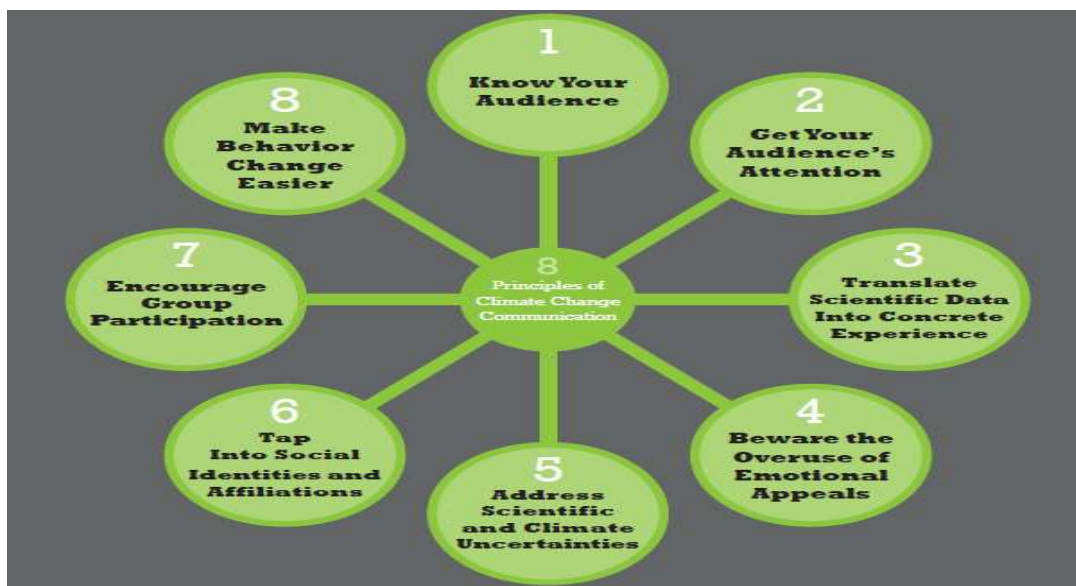 8
Principles of
Climate Change
Communication
1
Know Your
Audience
2
Get Your
Audience's
Attention
3
Translate
Scientific Data
Into Concrete
Experience
4
Beware the
Overuse of
Emotional
Appeals
5
Address
Scientific
and Climate
Uncertainties
6
Tap
Into Social
Identities and
Affiliations
7
Encourage
Group
Participation
8
Make
Behavior
Change
Easier